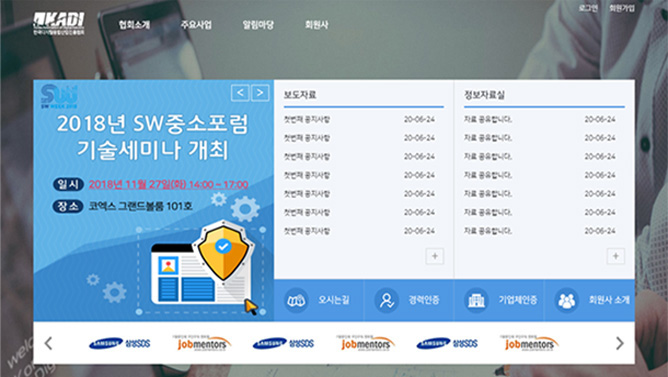 로그인 회원가입
KADI
협회소개 주요사업 알림마당 회원사
SW
2018년 SW중소포럼
기술세미나 개최
일시 2018년 11월 27일(화) 14:00 ~ 17:00
장소 코엑스 그랜드볼룸 101호
보도자료
첫번째 공지사항 20-06-24
첫번째 공지사항 20-06-24
첫번째 공지사항 20-06-24
첫번째 공지사항 20-06-24
첫번째 공지사항 20-06-24
첫번째 공지사항 20-06-24
첫번째 공지사항 20-06-24
+
정보자료실
자료 공유합니다. 20-06-24
자료 공유합니다. 20-06-24
자료 공유합니다. 20-06-24
자료 공유합니다. 20-06-24
자료 공유합니다. 20-06-24
자료 공유합니다. 20-06-24
자료 공유합니다. 20-06-24
+
오시는길 경력인증 기업체인증 회원사 소개
SAMSUNG 삼성SDS jobmentors SAMSUNG 삼성SDS jobmentors SAMSUNG 삼성SDS jobmentors